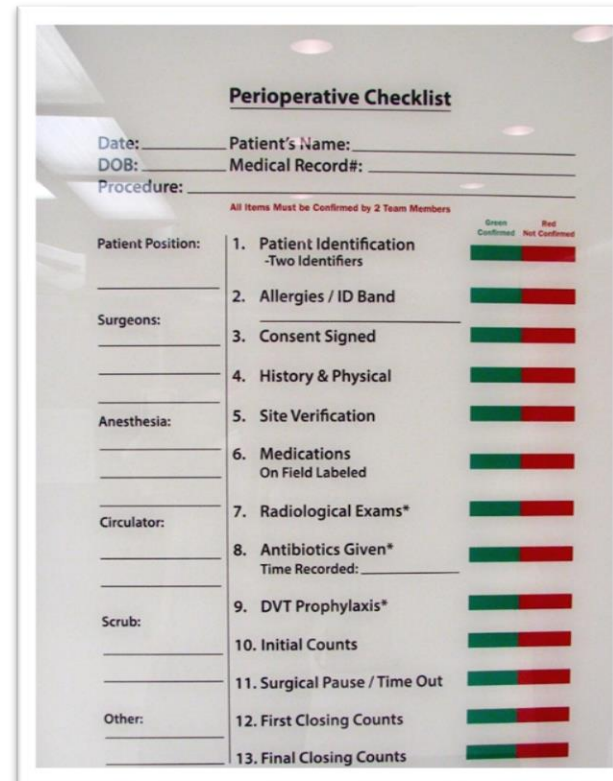 Perioperative Checklist
Date: Patient's Name:
DOB: Medical Record#:
Procedure:
All Items Must be Confirmed by 2 Team Members
Green Confirmed
Red Not Confirmed
Patient Position:
Surgeons:
Anesthesia:
Circulator:
Scrub:
Other:
1. Patient Identification
-Two Identifiers
2. Allergies / ID Band
3. Consent Signed
4. History & Physical
5. Site Verification
6. Medications
On Field Labeled
7. Radiological Exams*
8. Antibiotics Given*
Time Recorded:
9. DVT Prophylaxis*
10. Initial Counts
11. Surgical Pause / Time Out
12. First Closing Counts
13. Final Closing Counts